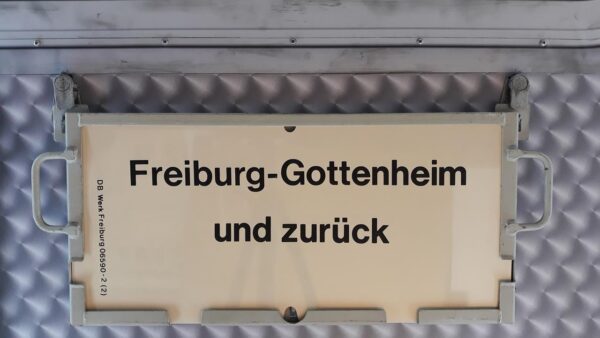 Freiburg-Gottenheim
und zurück
DB Werk Freiburg 06590-2 (2)